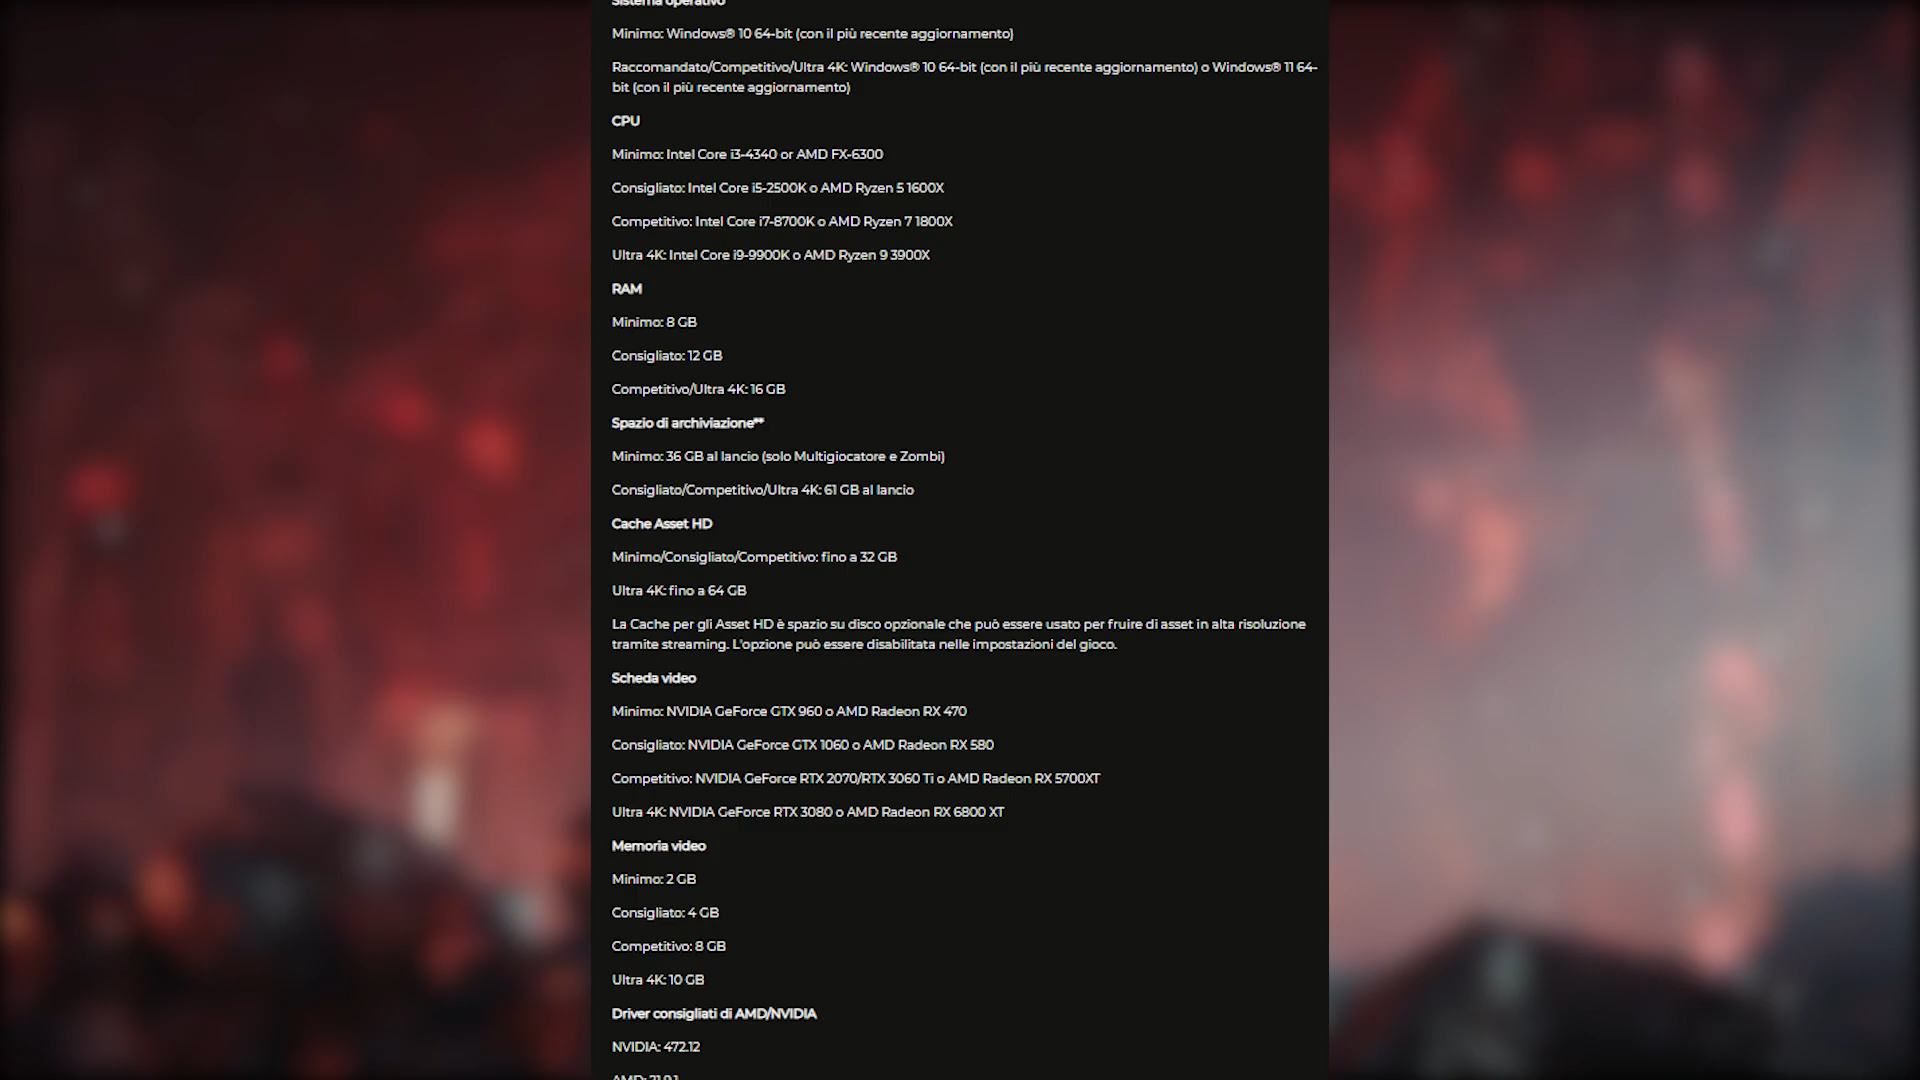 Sistema operativo
Minimo: Windows® 10 64-bit (con il più recente aggiornamento)
Raccomandato/Competitivo/Ultra 4K: Windows® 10 64-bit (con il più recente aggiornamento) o Windows® 11 64-
bit (con il più recente aggiornamento)
CPU
Minimo: Intel Core i3-4340 or AMD FX-6300
Consigliato: Intel Core i5-2500K o AMD Ryzen 5 1600X
Competitivo: Intel Core i7-8700K o AMD Ryzen 7 1800X
Ultra 4K: Intel Core i9-9900K o AMD Ryzen 9 3900X
RAM
Minimo: 8 GB
Consigliato: 12 GB
Competitivo/Ultra 4K: 16 GB
Spazio di archiviazione**
Minimo: 36 GB al lancio (solo Multigiocatore e Zombi)
Consigliato/Competitivo/Ultra 4K: 61 GB al lancio
Cache Asset HD
Minimo/Consigliato/Competitivo: fino a 32 GB
Ultra 4K: fino a 64 GB
La Cache per gli Asset HD è spazio su disco opzionale che può essere usato per fruire di asset in alta risoluzione
tramite streaming. L'opzione può essere disabilitata nelle impostazioni del gioco.
Scheda video
Minimo: NVIDIA GeForce GTX 960 o AMD Radeon RX 470
Consigliato: NVIDIA GeForce GTX 1060 o AMD Radeon RX 580
Competitivo: NVIDIA GeForce RTX 2070/RTX 3060 Ti o AMD Radeon RX 5700XT
Ultra 4K: NVIDIA GeForce RTX 3080 o AMD Radeon RX 6800 XT
Memoria video
Minimo: 2 GB
Consigliato: 4 GB
Competitivo: 8 GB
Ultra 4K: 10 GB
Driver consigliati di AMD/NVIDIA
NVIDIA: 472.12
AMD: 21.9.1